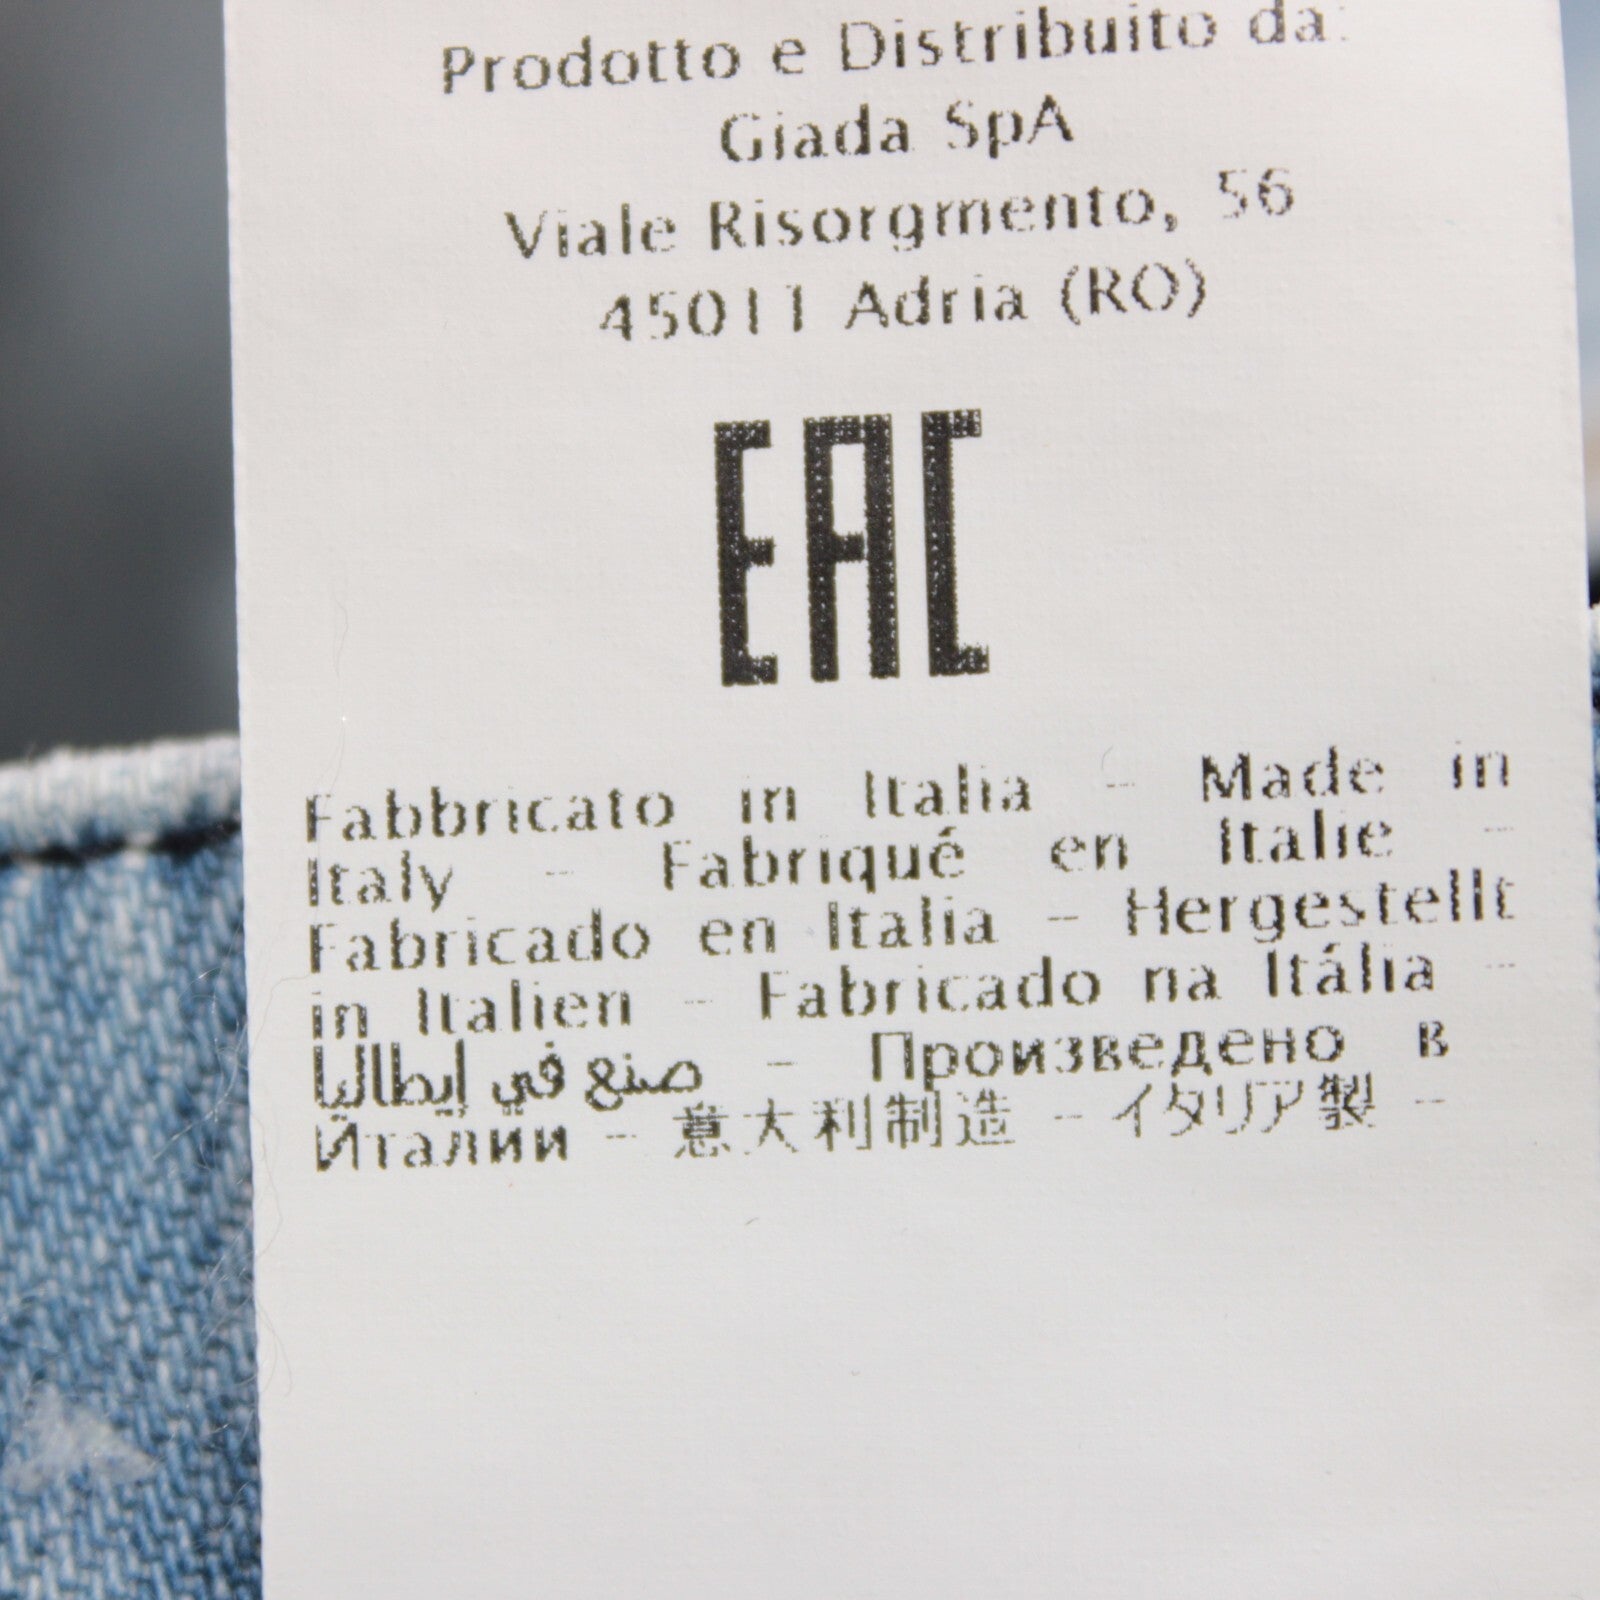 Prodotto e Distribuito da:
Giada SpA
Viale Risorgmento, 56
45011 Adria (RO)
EAC
Fabbricato in Italia - Made in
Italy - Fabriqué en Italie -
Fabricado en Italia - Hergestellt
in Italien - Fabricado na Itália -
صنع في إيطاليا - Произведено в
Италии - 意大利制造 - イタリア製 -